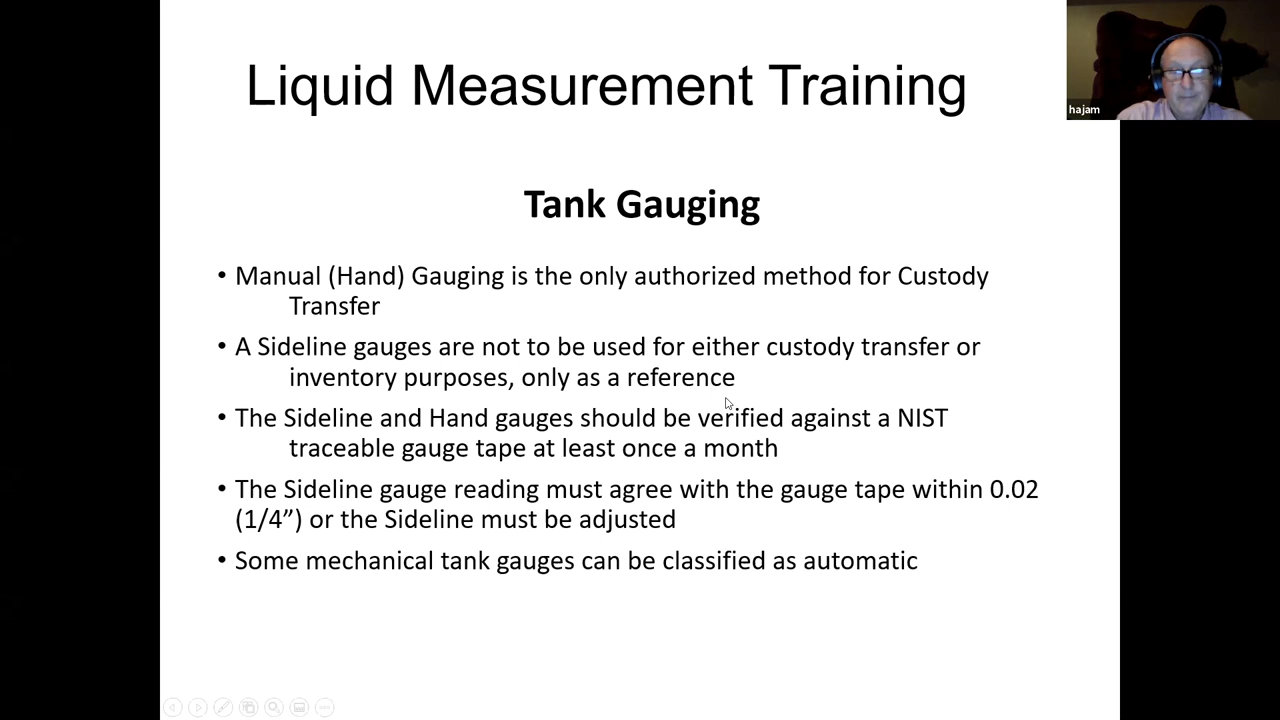 Liquid Measurement Training
hajam
Tank Gauging
• Manual (Hand) Gauging is the only authorized method for Custody
Transfer
• A Sideline gauges are not to be used for either custody transfer or
inventory purposes, only as a reference
• The Sideline and Hand gauges should be verified against a NIST
traceable gauge tape at least once a month
• The Sideline gauge reading must agree with the gauge tape within 0.02
(1/4”) or the Sideline must be adjusted
• Some mechanical tank gauges can be classified as automatic